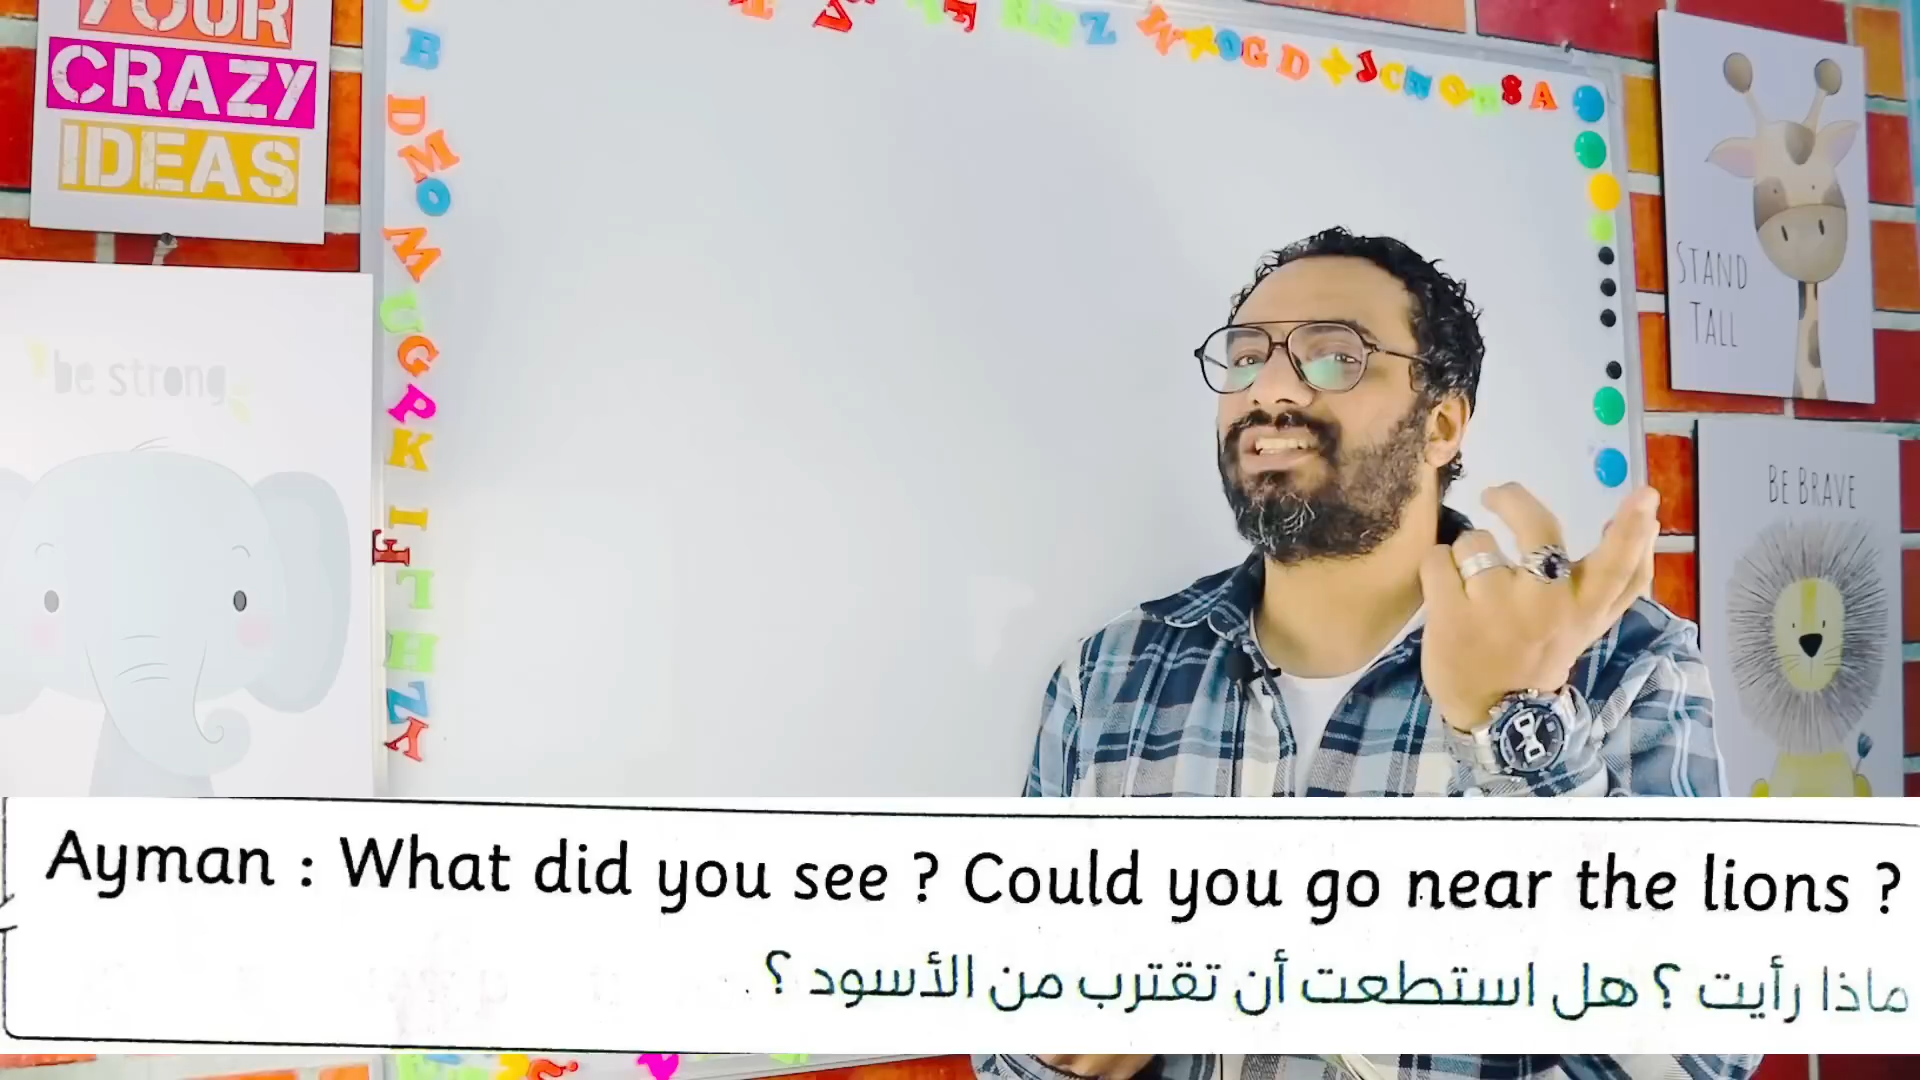 YOUR
CRAZY
IDEAS
be strong
STAND
TALL
BE BRAVE
Ayman : What did you see ? Could you go near the lions ?
ماذا رأيت ؟ هل استطعت أن تقترب من الأسود ؟